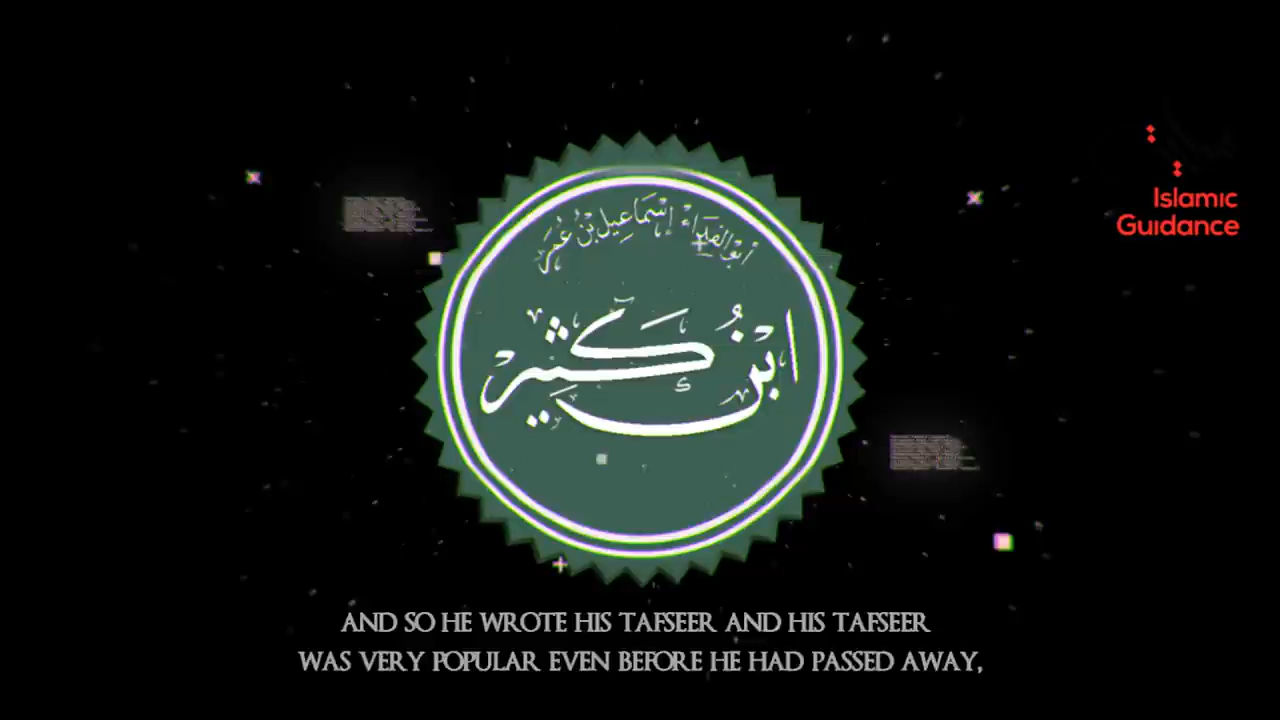 أبو الفداء إسماعيل بن عمر
ابن كثير
Islamic
Guidance
AND SO HE WROTE HIS TAFSEER AND HIS TAFSEER
WAS VERY POPULAR EVEN BEFORE HE HAD PASSED AWAY,